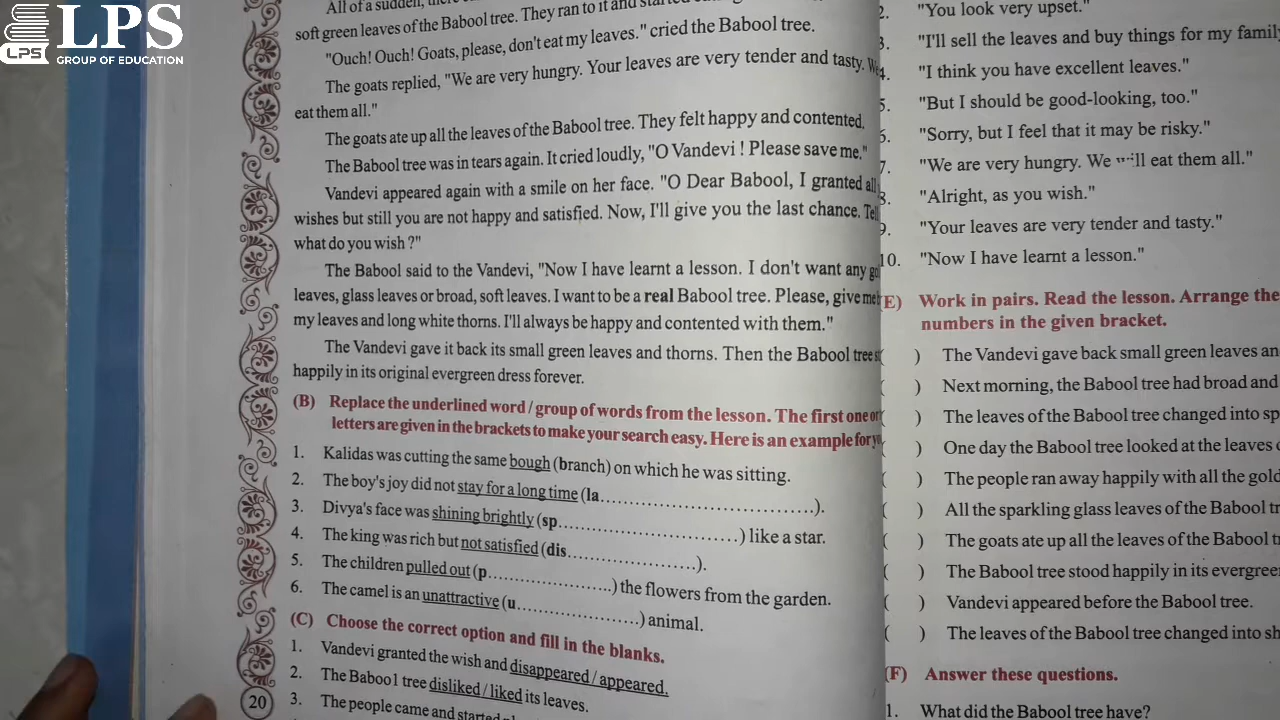 LPS
LPS
GROUP OF EDUCATION
All of a sudden,
soft green leaves of the Babool tree. They ran to it and started
"Ouch! Ouch! Goats, please, don't eat my leaves." cried the Babool tree.
The goats replied, "We are very hungry. Your leaves are very tender and tasty. We
eat them all."
The goats ate up all the leaves of the Babool tree. They felt happy and contented.
The Babool tree was in tears again. It cried loudly, "O Vandevi ! Please save me."
Vandevi appeared again with a smile on her face. "O Dear Babool, I granted all
wishes but still you are not happy and satisfied. Now, I'll give you the last chance. Tell
what do you wish ?"
The Babool said to the Vandevi, "Now I have learnt a lesson. I don't want any
leaves, glass leaves or broad, soft leaves. I want to be a real Babool tree. Please, give me
my leaves and long white thorns. I'll always be happy and contented with them."
The Vandevi gave it back its small green leaves and thorns. Then the Babool tree
happily in its original evergreen dress forever.
(B) Replace the underlined word / group of words from the lesson. The first one or
letters are given in the brackets to make your search easy. Here is an example for
1. Kalidas was cutting the same bough (branch) on which he was sitting.
2. The boy's joy did not stay for a long time (la....................................).
3. Divya's face was shining brightly (sp..............................) like a star.
4. The king was rich but not satisfied (dis.....................).
5. The children pulled out (p.....................) the flowers from the garden.
6. The camel is an unattractive (u.....................) animal.
(C) Choose the correct option and fill in the blanks.
1. Vandevi granted the wish and disappeared / appeared.
2. The Babool tree disliked / liked its leaves.
3. The people came and started
20
2. "You look very upset."
3. "I'll sell the leaves and buy things for my family
4. "I think you have excellent leaves."
5. "But I should be good-looking, too."
6. "Sorry, but I feel that it may be risky."
7. "We are very hungry. We will eat them all."
8. "Alright, as you wish."
9. "Your leaves are very tender and tasty."
10. "Now I have learnt a lesson."
(E) Work in pairs. Read the lesson. Arrange the
numbers in the given bracket.
( ) The Vandevi gave back small green leaves an
( ) Next morning, the Babool tree had broad and
( ) The leaves of the Babool tree changed into sp
( ) One day the Babool tree looked at the leaves
( ) The people ran away happily with all the gold
( ) All the sparkling glass leaves of the Babool tr
( ) The goats ate up all the leaves of the Babool t
( ) The Babool tree stood happily in its evergree
( ) Vandevi appeared before the Babool tree.
( ) The leaves of the Babool tree changed into sh
(F) Answer these questions.
1. What did the Babool tree have?